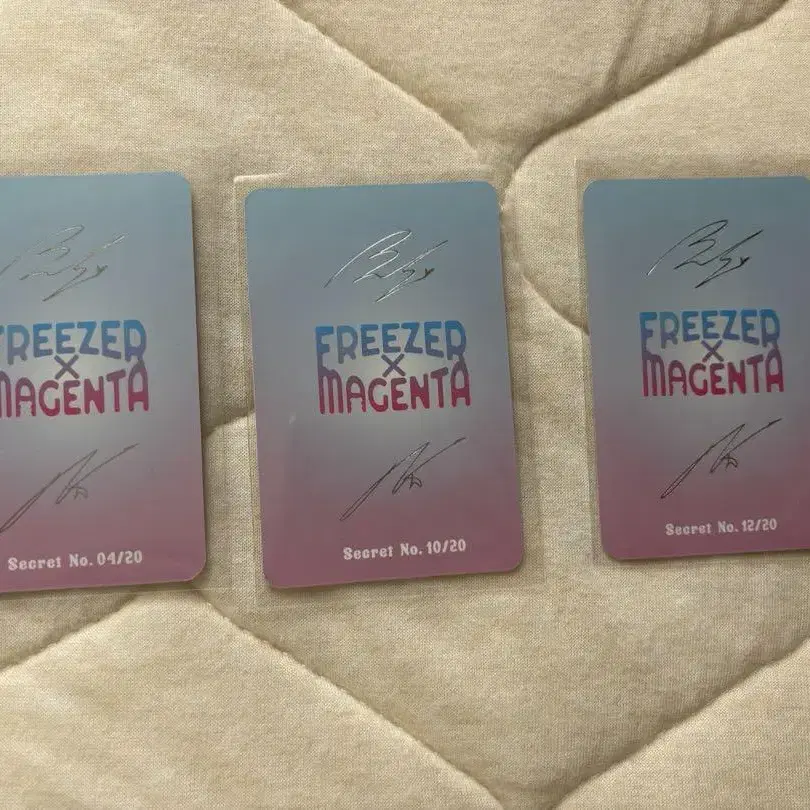 FREEZER
X
MAGENTA
Secret No. 04/20
FREEZER
X
MAGENTA
Secret No. 10/20
FREEZER
X
MAGENTA
Secret No. 12/20